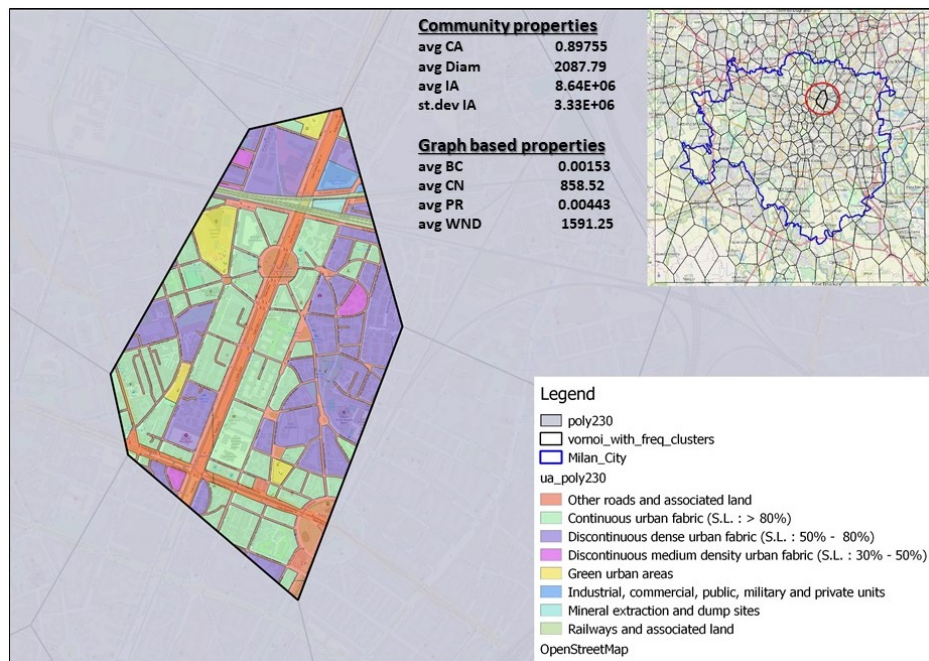 Community properties
avg CA 0.89755
avg Diam 2087.79
avg IA 8.64E+06
st.dev IA 3.33E+06
Graph based properties
avg BC 0.00153
avg CN 858.52
avg PR 0.00443
avg WND 1591.25
Legend
poly230
vornoi_with_freq_clusters
Milan_City
ua_poly230
Other roads and associated land
Continuous urban fabric (S.L. : > 80%)
Discontinuous dense urban fabric (S.L. : 50% - 80%)
Discontinuous medium density urban fabric (S.L. : 30% - 50%)
Green urban areas
Industrial, commercial, public, military and private units
Mineral extraction and dump sites
Railways and associated land
OpenStreetMap